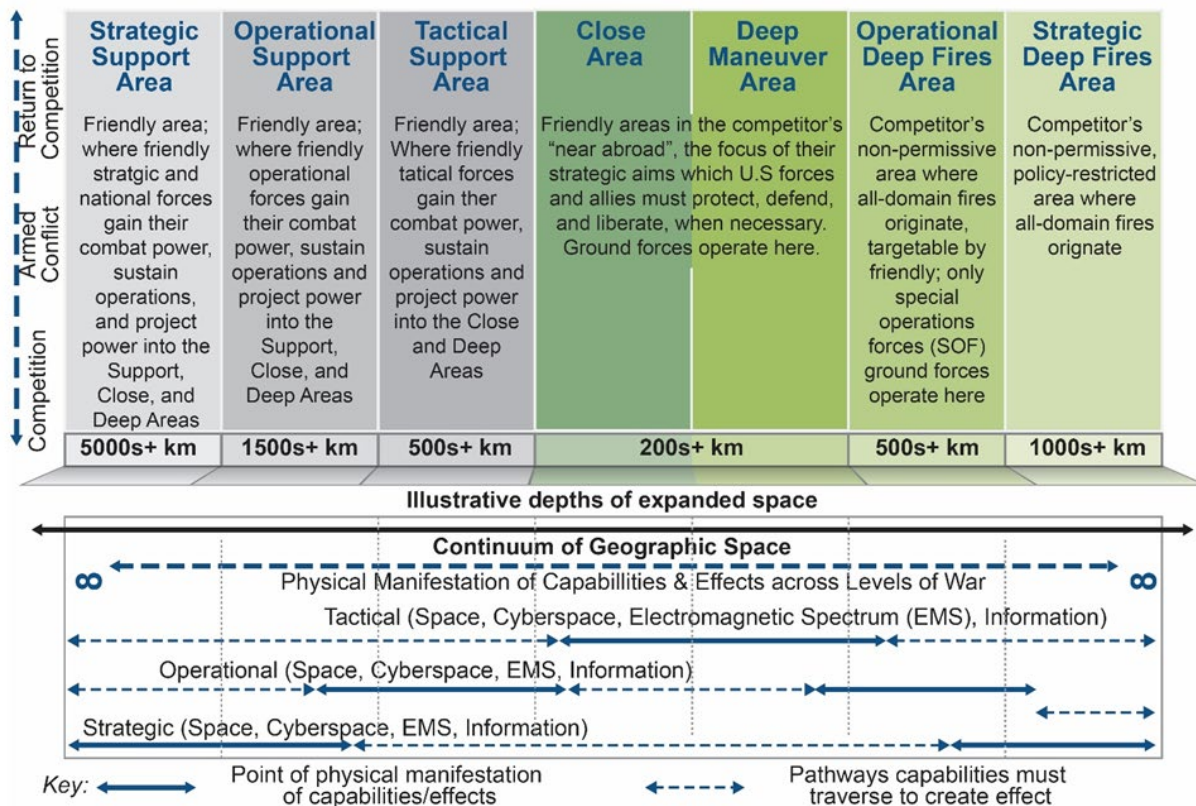 Return to
Competition
Armed
Conflict
Competition
Strategic
Support
Area
Friendly area;
where friendly
stratgic and
national forces
gain their
combat power,
sustain
operations,
and project
power into the
Support,
Close, and
Deep Areas
Operational
Support
Area
Friendly area;
where friendly
operational
forces gain
their combat
power, sustain
operations and
project power
into the
Support,
Close, and
Deep Areas
Tactical
Support
Area
Friendly area;
Where friendly
tatical forces
gain ther
combat power,
sustain
operations and
project power
into the Close
and Deep
Areas
Close
Area
Deep
Maneuver
Area
Friendly areas in the competitor's
“near abroad”, the focus of their
strategic aims which U.S forces
and allies must protect, defend,
and liberate, when necessary.
Ground forces operate here.
Operational
Deep Fires
Area
Competitor's
non-permissive
area where
all-domain fires
originate,
targetable by
friendly; only
special
operations
forces (SOF)
ground forces
operate here
Strategic
Deep Fires
Area
Competitor's
non-permissive,
policy-restricted
area where
all-domain fires
orignate
5000s+ km
1500s+ km
500s+ km
200s+ km
500s+ km
1000s+ km
Illustrative depths of expanded space
Continuum of Geographic Space
∞
∞
Physical Manifestation of Capabillities & Effects across Levels of War
Tactical (Space, Cyberspace, Electromagnetic Spectrum (EMS), Information)
Operational (Space, Cyberspace, EMS, Information)
Strategic (Space, Cyberspace, EMS, Information)
Key:
Point of physical manifestation
of capabilities/effects
Pathways capabilities must
traverse to create effect